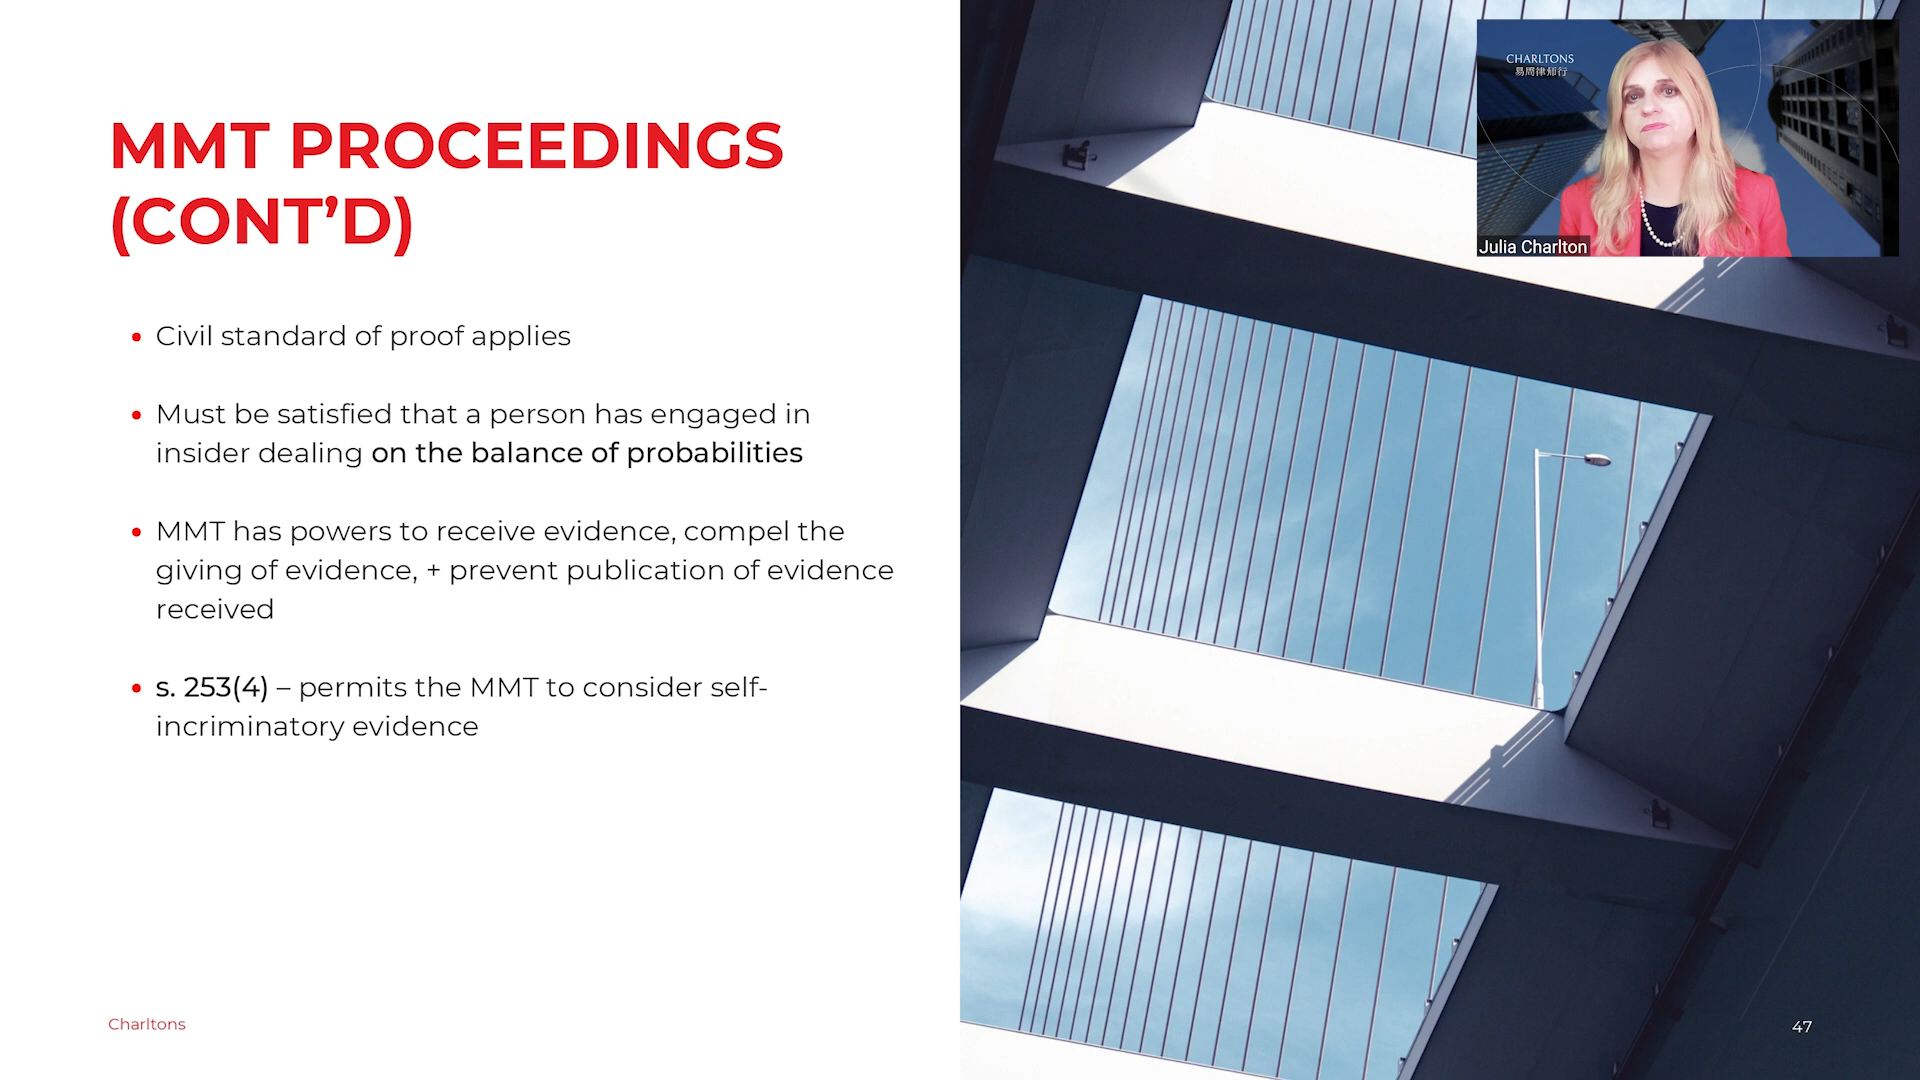 MMT PROCEEDINGS
(CONT’D)
• Civil standard of proof applies
• Must be satisfied that a person has engaged in
insider dealing on the balance of probabilities
• MMT has powers to receive evidence, compel the
giving of evidence, + prevent publication of evidence
received
• s. 253(4) – permits the MMT to consider self-
incriminatory evidence
CHARLTONS
易周律师行
Julia Charlton
Charltons
47